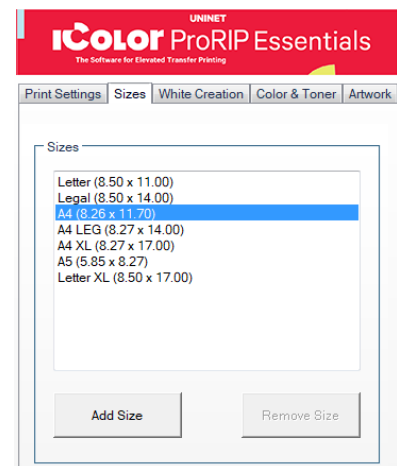 UNINET
IColor ProRIP Essentials
The Software for Elevated Transfer Printing
Print Settings Sizes White Creation Color & Toner Artwork
Sizes
Letter (8.50 x 11.00)
Legal (8.50 x 14.00)
A4 (8.26 x 11.70)
A4 LEG (8.27 x 14.00)
A4 XL (8.27 x 17.00)
A5 (5.85 x 8.27)
Letter XL (8.50 x 17.00)
Add Size Remove Size